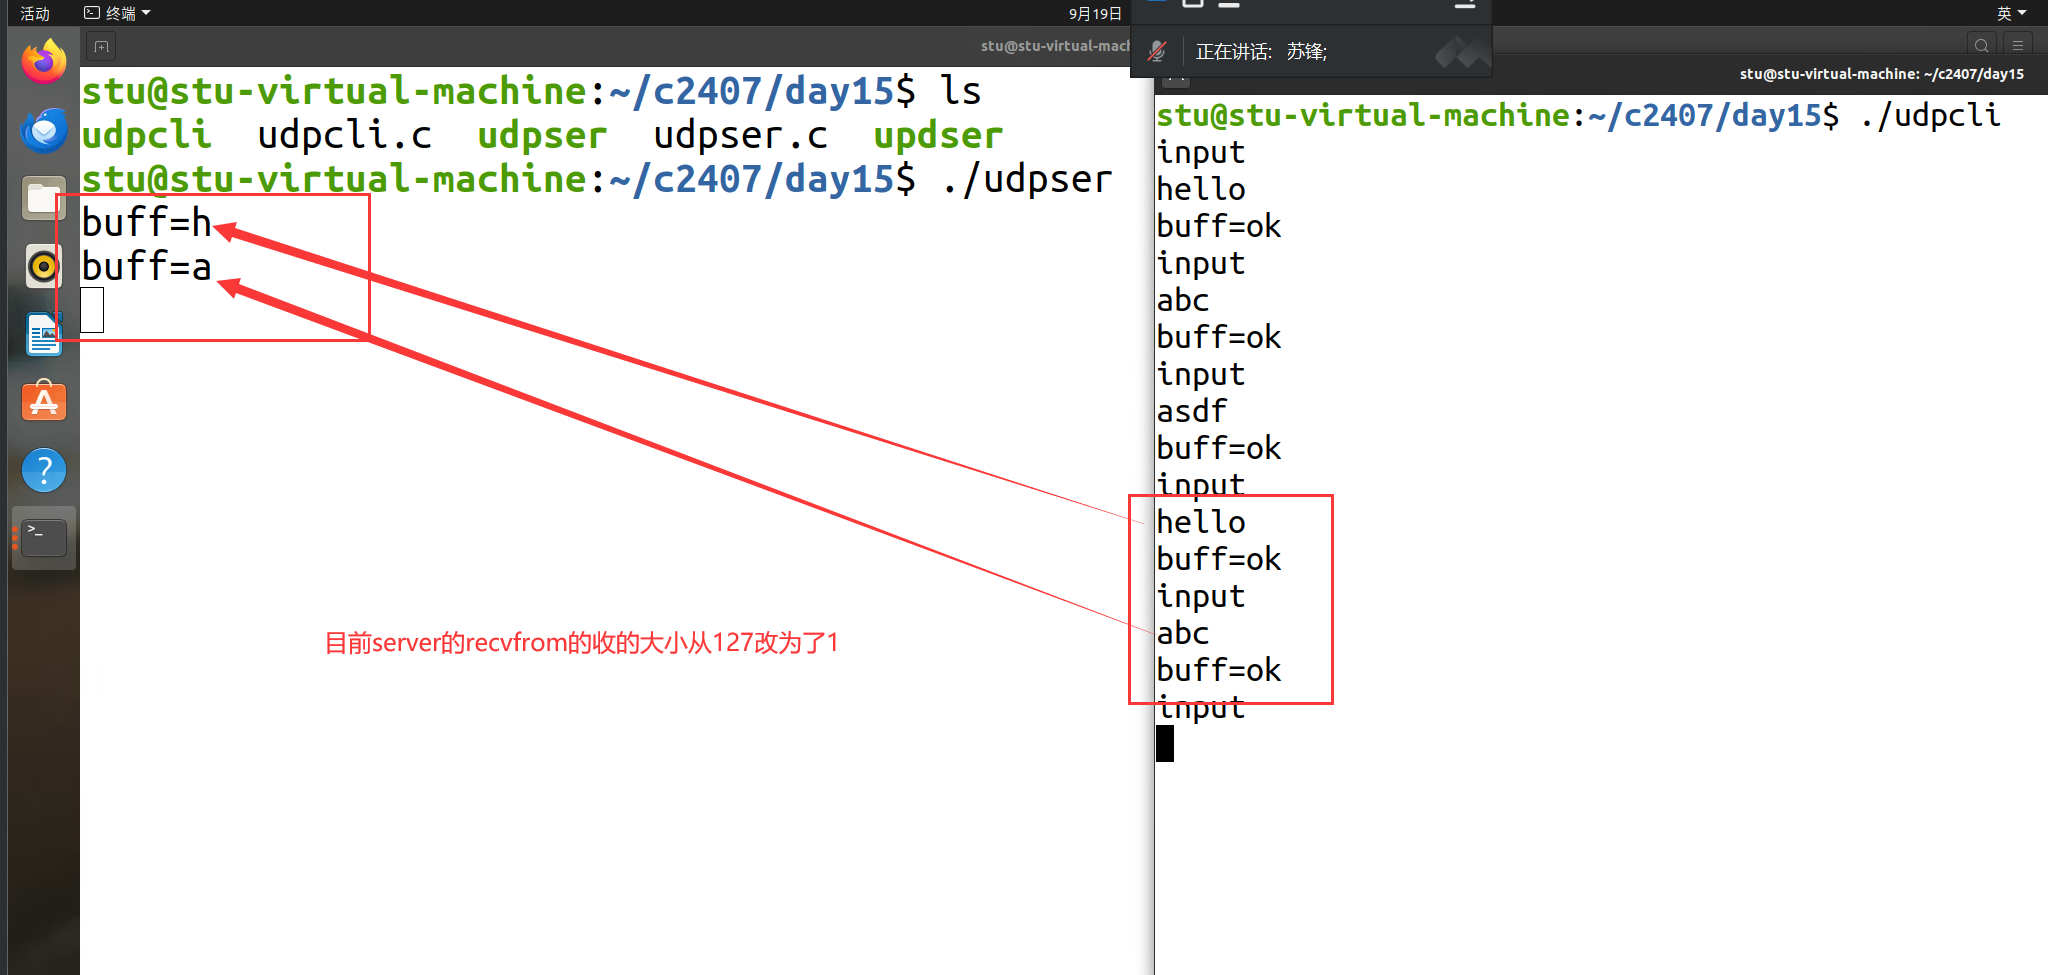 活动
终端
9月19日
英
stu@stu-virtual-mach
正在讲话: 苏锋;
stu@stu-virtual-machine: ~/c2407/day15
stu@stu-virtual-machine:~/c2407/day15$ ls
udpcli udpcli.c udpser udpser.c updser
stu@stu-virtual-machine:~/c2407/day15$ ./udpser
buff=h
buff=a
目前server的recvfrom的收的大小从127改为了1
stu@stu-virtual-machine:~/c2407/day15$ ./udpcli
input
hello
buff=ok
input
abc
buff=ok
input
asdf
buff=ok
input
hello
buff=ok
input
abc
buff=ok
input